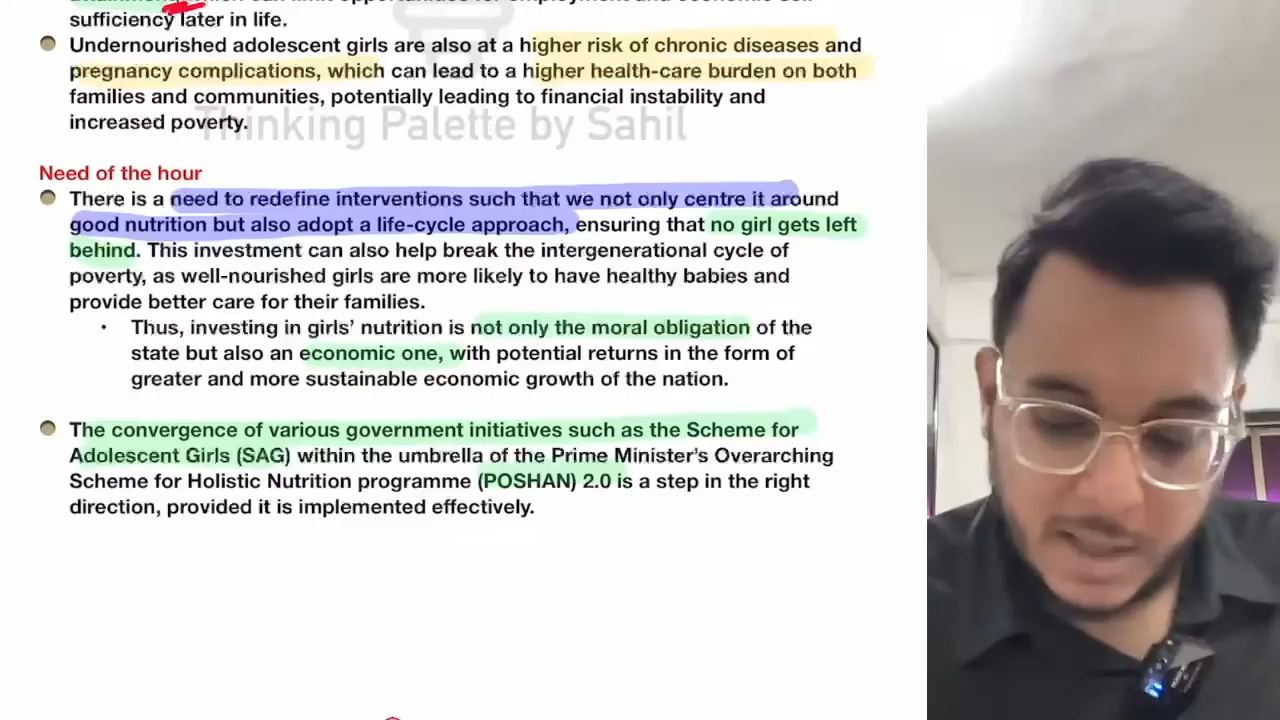 sufficiency later in life.
Undernourished adolescent girls are also at a higher risk of chronic diseases and
pregnancy complications, which can lead to a higher health-care burden on both
families and communities, potentially leading to financial instability and
increased poverty.
Thinking Palette by Sahil
Need of the hour
There is a need to redefine interventions such that we not only centre it around
good nutrition but also adopt a life-cycle approach, ensuring that no girl gets left
behind. This investment can also help break the intergenerational cycle of
poverty, as well-nourished girls are more likely to have healthy babies and
provide better care for their families.
Thus, investing in girls' nutrition is not only the moral obligation of the
state but also an economic one, with potential returns in the form of
greater and more sustainable economic growth of the nation.
The convergence of various government initiatives such as the Scheme for
Adolescent Girls (SAG) within the umbrella of the Prime Minister's Overarching
Scheme for Holistic Nutrition programme (POSHAN) 2.0 is a step in the right
direction, provided it is implemented effectively.